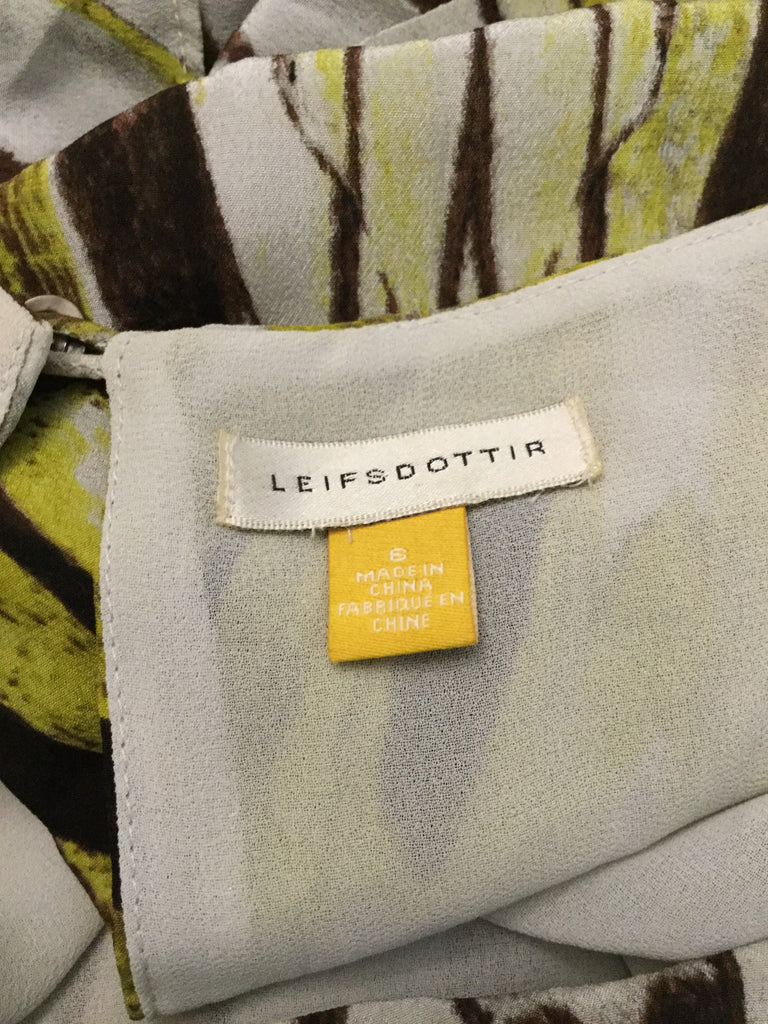 LEIFSDOTTIR
6
MADE IN
CHINA
FABRIQUÉ EN
CHINE